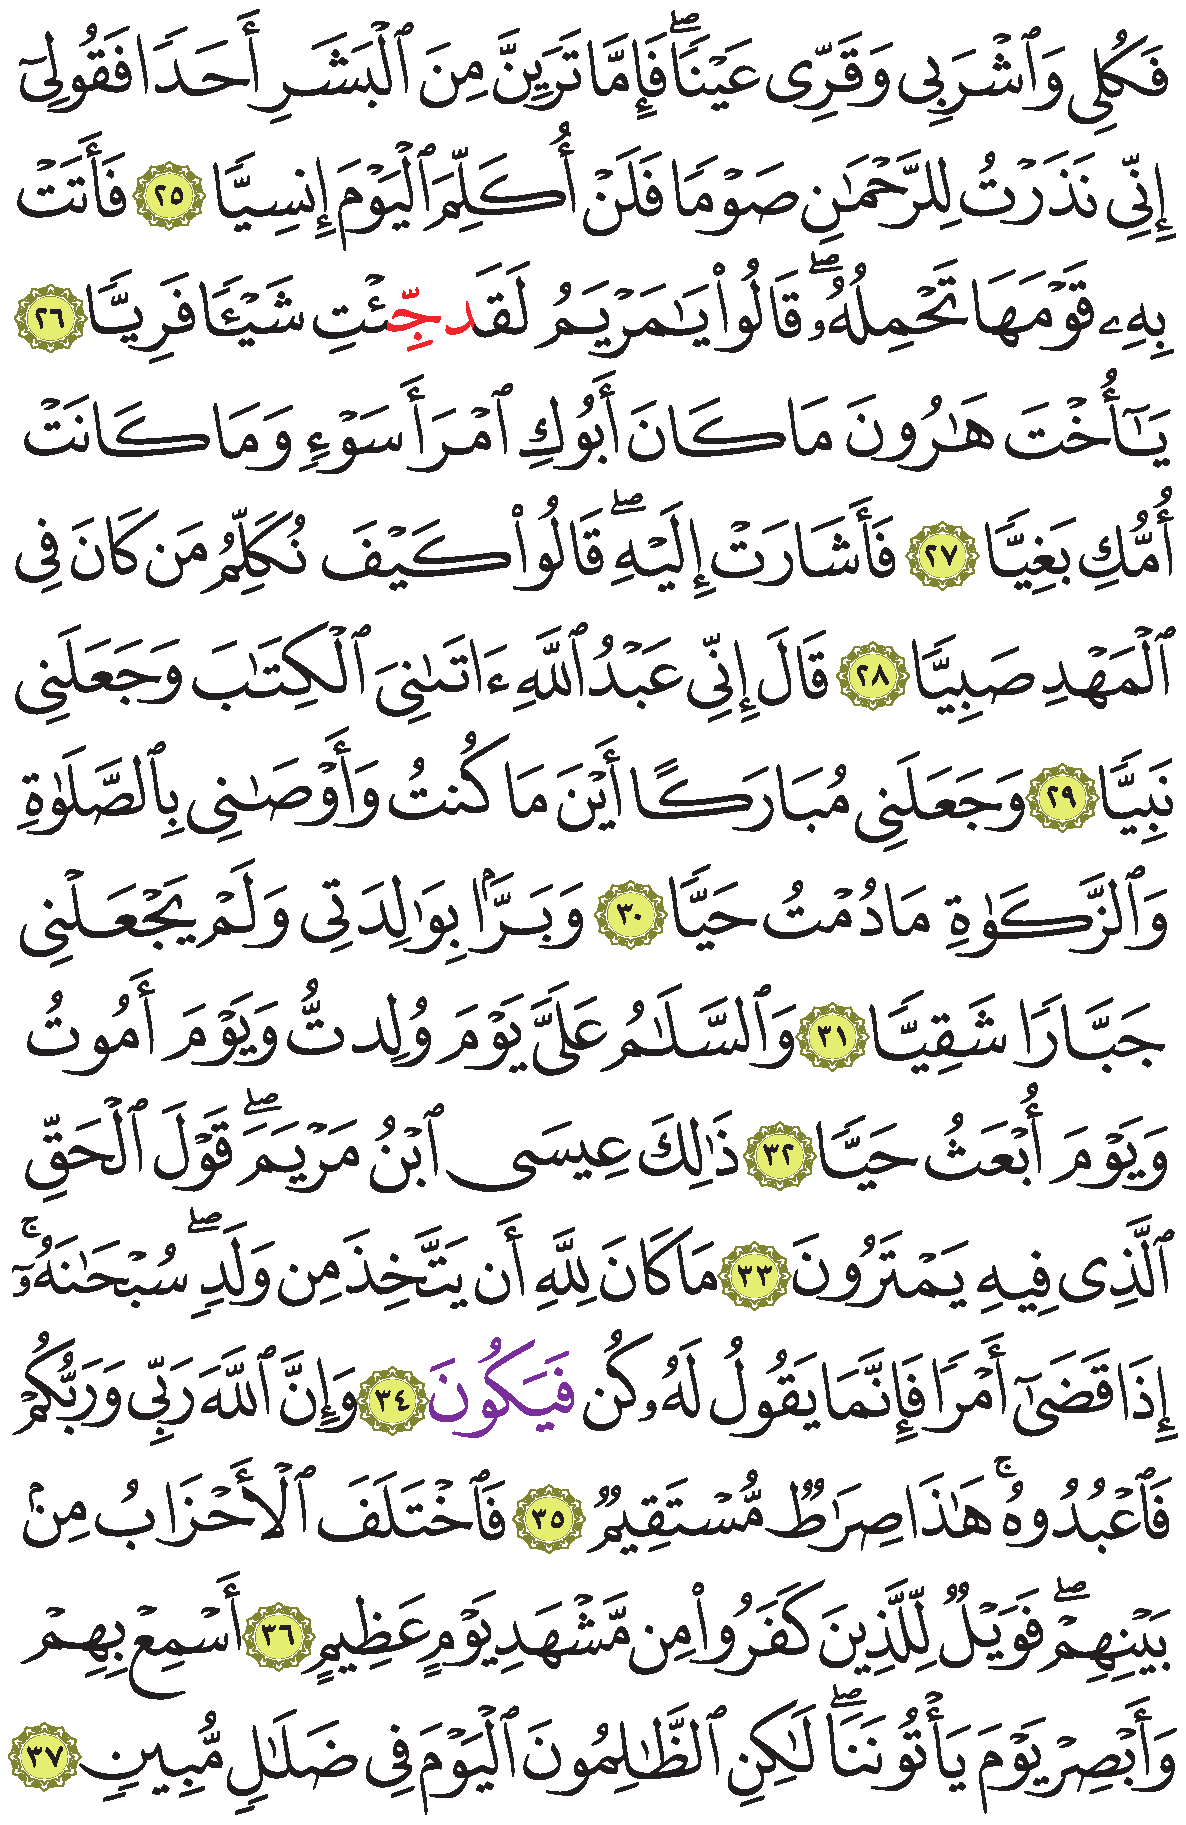 فَكُلِي وَٱشْرَبِي وَقَرِّي عَيْنٗاۖ فَإِمَّا تَرَيِنَّ مِنَ ٱلْبَشَرِ أَحَدٗا فَقُولِيٓ
إِنِّي نَذَرْتُ لِلرَّحْمَٰنِ صَوْمٗا فَلَنْ أُكَلِّمَ ٱلْيَوْمَ إِنسِيّٗا ٢٥ فَأَتَتْ
بِهِۦ قَوْمَهَا تَحْمِلُهُۥۖ قَالُواْ يَٰمَرْيَمُ لَقَد جِّئْتِ شَيْـٔٗا فَرِيّٗا ٢٦
يَٰٓأُخْتَ هَٰرُونَ مَا كَانَ أَبُوكِ ٱمْرَأَ سَوْءٖ وَمَا كَانَتْ
أُمُّكِ بَغِيّٗا ٢٧ فَأَشَارَتْ إِلَيْهِۖ قَالُواْ كَيْفَ نُكَلِّمُ مَن كَانَ فِي
ٱلْمَهْدِ صَبِيّٗا ٢٨ قَالَ إِنِّي عَبْدُ ٱللَّهِ ءَاتَىٰنِيَ ٱلْكِتَٰبَ وَجَعَلَنِي
نَبِيّٗا ٢٩ وَجَعَلَنِي مُبَارَكًا أَيْنَ مَا كُنتُ وَأَوْصَٰنِي بِٱلصَّلَوٰةِ
وَٱلزَّكَوٰةِ مَا دُمْتُ حَيّٗا ٣٠ وَبَرَّۢا بِوَٰلِدَتِي وَلَمْ يَجْعَلْنِي
جَبَّارٗا شَقِيّٗا ٣١ وَٱلسَّلَٰمُ عَلَيَّ يَوْمَ وُلِدتُّ وَيَوْمَ أَمُوتُ
وَيَوْمَ أُبْعَثُ حَيّٗا ٣٢ ذَٰلِكَ عِيسَى ٱبْنُ مَرْيَمَۖ قَوْلَ ٱلْحَقِّ
ٱلَّذِي فِيهِ يَمْتَرُونَ ٣٣ مَا كَانَ لِلَّهِ أَن يَتَّخِذَ مِن وَلَدٖۖ سُبْحَٰنَهُۥٓۚ
إِذَا قَضَىٰٓ أَمْرٗا فَإِنَّمَا يَقُولُ لَهُۥ كُن فَيَكُونَ ٣٤ وَإِنَّ ٱللَّهَ رَبِّي وَرَبُّكُمْ
فَٱعْبُدُوهُۚ هَٰذَا صِرَٰطٞ مُّسْتَقِيمٞ ٣٥ فَٱخْتَلَفَ ٱلْأَحْزَابُ مِنۢ
بَيْنِهِمْۖ فَوَيْلٞ لِّلَّذِينَ كَفَرُواْ مِن مَّشْهَدِ يَوْمٍ عَظِيمٍ ٣٦ أَسْمِعْ بِهِمْ
وَأَبْصِرْ يَوْمَ يَأْتُونَنَاۖ لَٰكِنِ ٱلظَّٰلِمُونَ ٱلْيَوْمَ فِي ضَلَٰلٖ مُّبِينٖ ٣٧